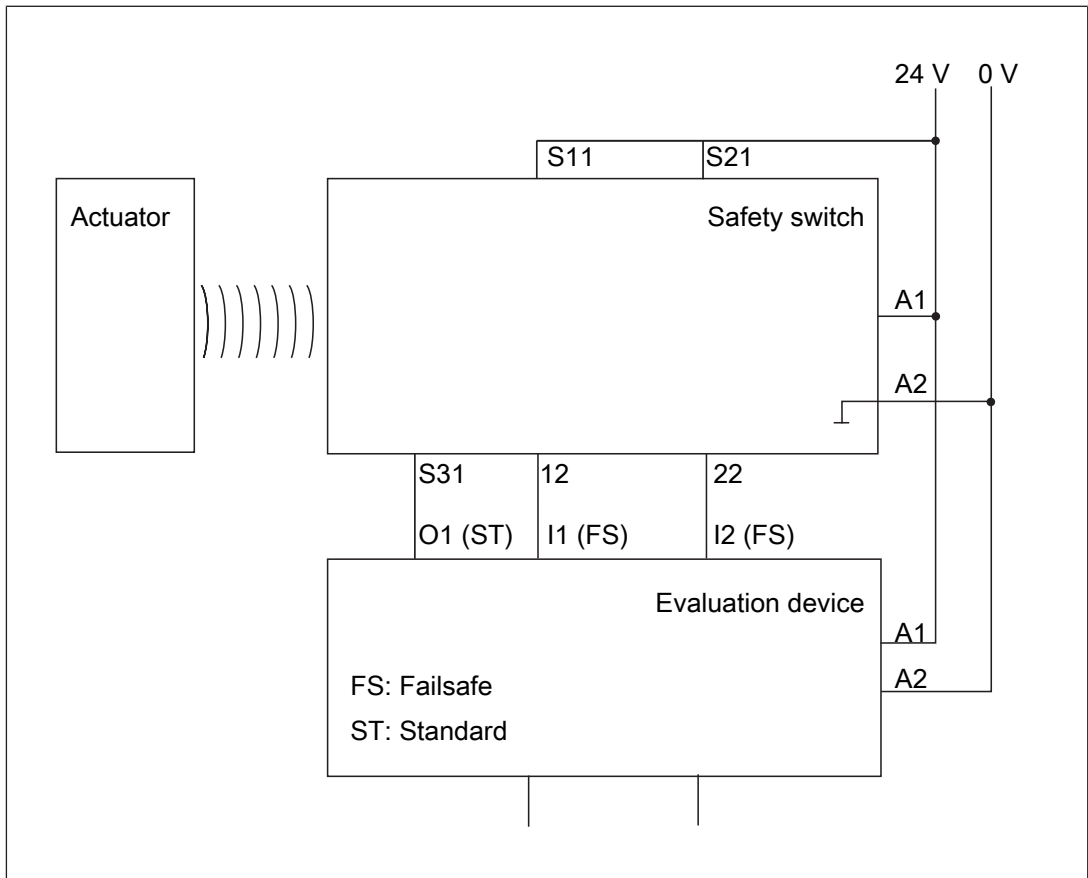 24 V 0 V
S11 S21
Actuator
Safety switch
A1
A2
S31 12 22
O1 (ST) I1 (FS) I2 (FS)
Evaluation device
A1
A2
FS: Failsafe
ST: Standard